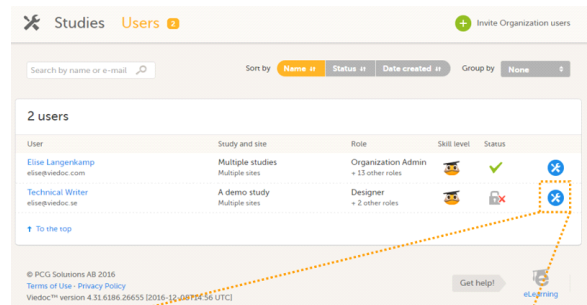 Studies Users 2
Invite Organization users
Search by name or e-mail
Sort by Name Status Date created Group by None
2 users
User Study and site Role Skill level Status
Elise Langenkamp Multiple studies Organization Admin
elise@viedoc.com Multiple sites + 13 other roles
Technical Writer A demo study Designer
elise@viedoc.se Multiple sites + 2 other roles
↑ To the top
© PCG Solutions AB 2016
Terms of Use - Privacy Policy
Get help!
eLearning
Viedoc™ version 4.31.6186.26655 [2016-12- UTC]